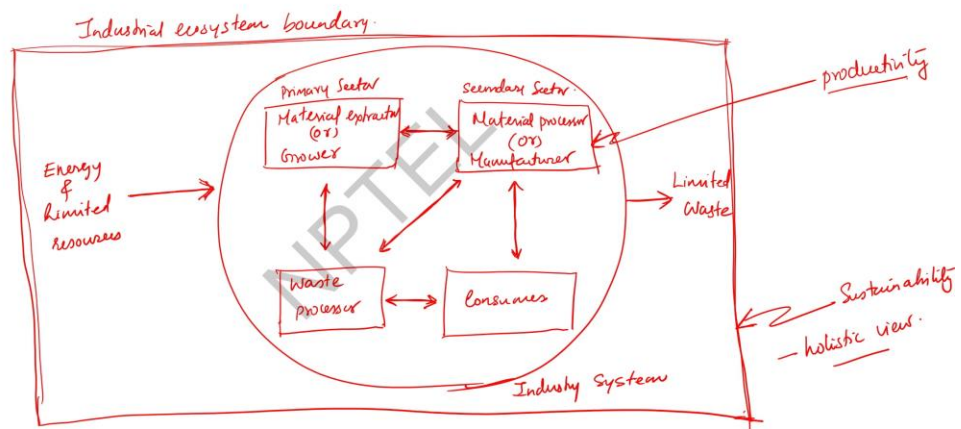 Industrial ecosystem boundary.
Primary Sector
Material extractor
(or)
Grower
Secondary Sector.
Material processor
(OR)
Manufacturer
productivity
Energy
&
limited
resources
Limited
Waste
NPTEL
Waste
processor
Consumes
Sustainability
– holistic view.
Industry System